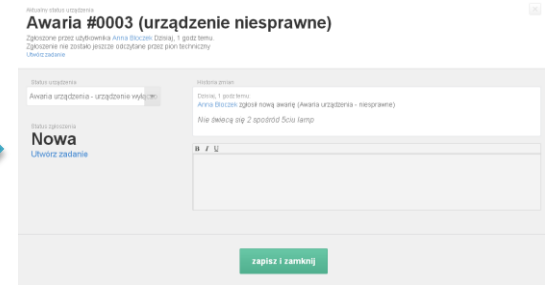 Aktualny status urządzenia
Awaria #0003 (urządzenie niesprawne)
Zgłoszone przez użytkownika Anna Bloczek Dzisiaj, 1 godz temu.
Zgłoszenie nie zostało jeszcze odczytane przez pion techniczny
Utwórz zadanie
Status urządzenia
Awaria urządzenia - urządzenie
Status zgłoszenia
Nowa
Utwórz zadanie
Historia zmian
Dzisiaj, 1 godz temu
Anna Bloczek zgłosił nową awarię (Awaria urządzenia - niesprawne)
Nie świecą się 2 spośród 5ciu lamp
B I U
zapisz i zamknij